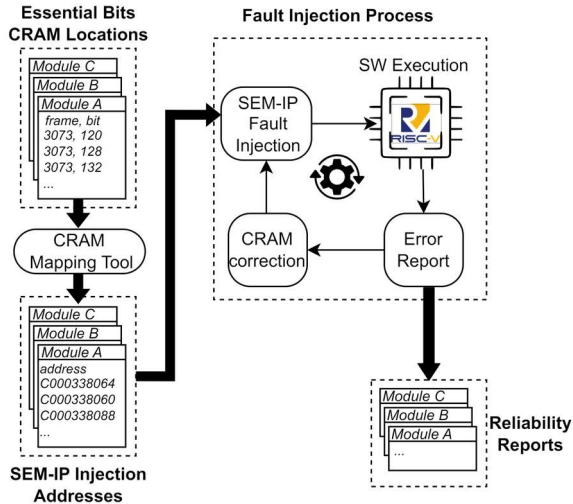 Essential Bits
CRAM Locations
Module C
Module B
Module A
frame, bit
3073, 120
3073, 128
3073, 132
...
CRAM
Mapping Tool
Module C
Module B
Module A
address
C000338064
C000338060
C000338088
...
SEM-IP Injection
Addresses
Fault Injection Process
SEM-IP
Fault
Injection
SW Execution
RISC-V
CRAM
correction
Error
Report
Module C
Module B
Module A
...
Reliability
Reports